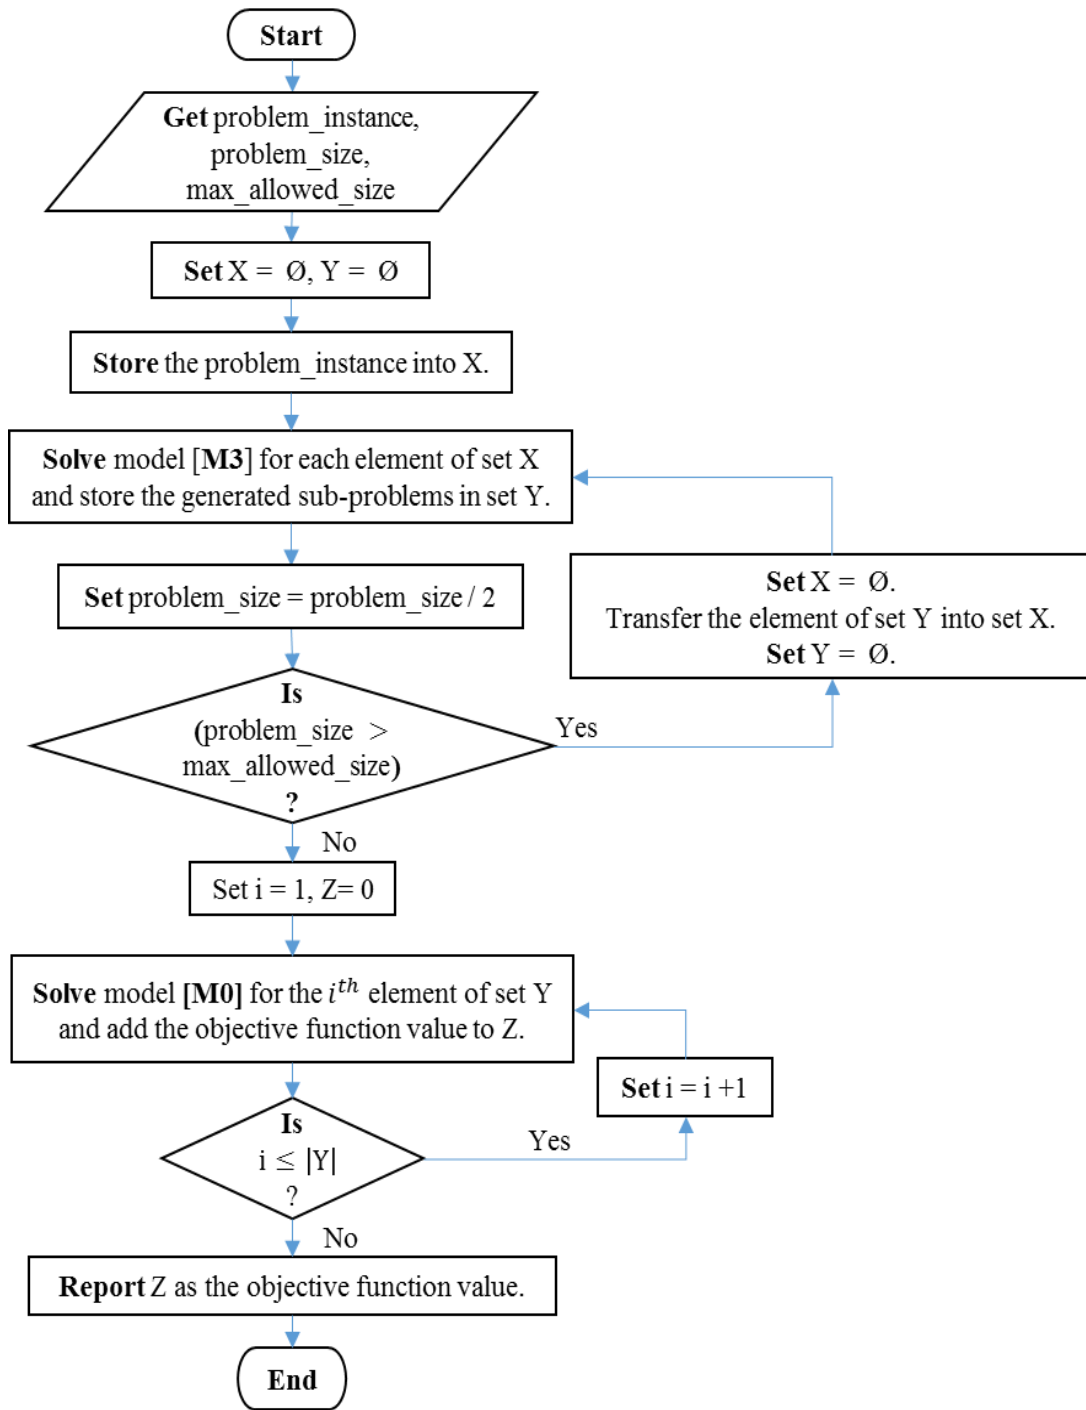 Start
Get problem_instance,
problem_size,
max_allowed_size
Set X = Ø, Y = Ø
Store the problem_instance into X.
Solve model [M3] for each element of set X
and store the generated sub-problems in set Y.
Set problem_size = problem_size / 2
Set X = Ø.
Transfer the element of set Y into set X.
Set Y = Ø.
Is
(problem_size >
max_allowed_size)
?
Yes
No
Set i = 1, Z= 0
Solve model [M0] for the i^th element of set Y
and add the objective function value to Z.
Set i = i +1
Is
i ≤ |Y|
?
Yes
No
Report Z as the objective function value.
End